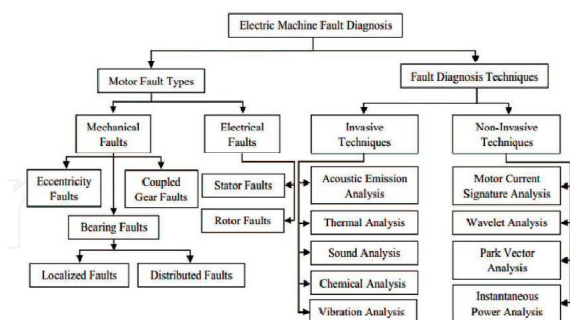 Electric Machine Fault Diagnosis
Motor Fault Types
Fault Diagnosis Techniques
Mechanical
Faults
Electrical
Faults
Invasive
Techniques
Non-Invasive
Techniques
Eccentricity
Faults
Coupled
Gear Faults
Stator Faults
Rotor Faults
Bearing Faults
Localized Faults
Distributed Faults
Acoustic Emission
Analysis
Thermal Analysis
Sound Analysis
Chemical Analysis
Vibration Analysis
Motor Current
Signature Analysis
Wavelet Analysis
Park Vector
Analysis
Instantaneous
Power Analysis